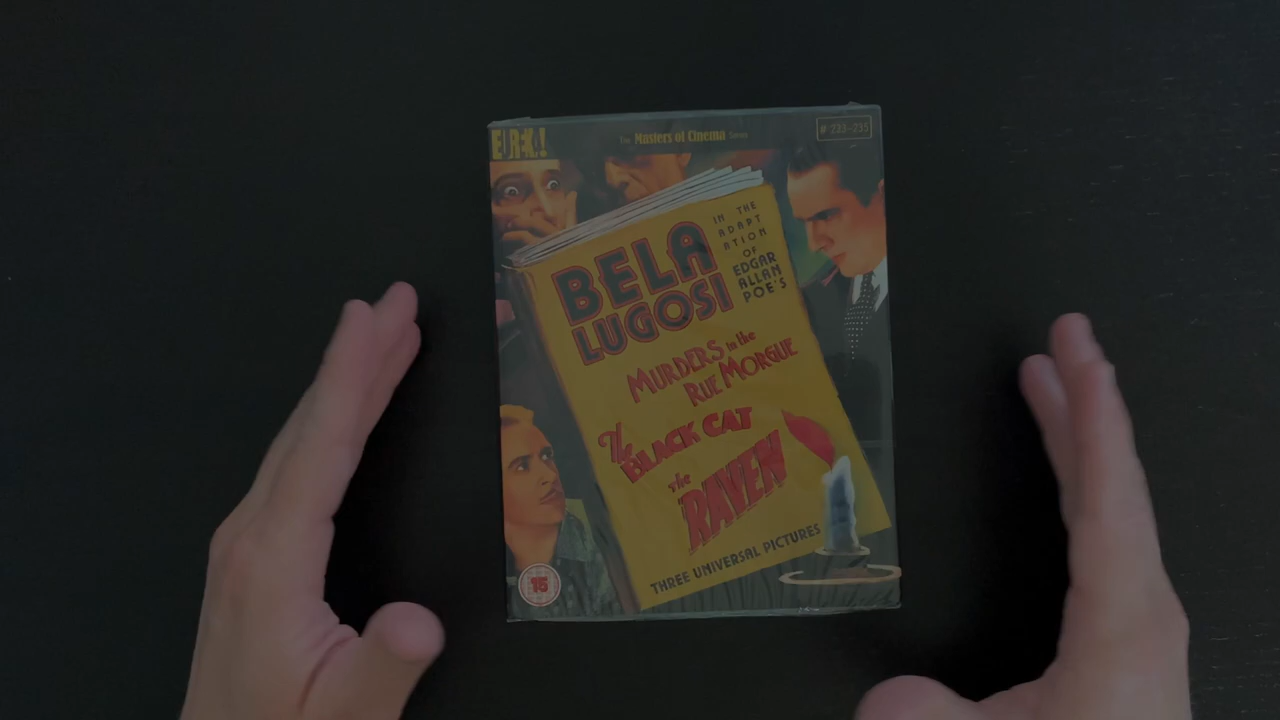 EUREKA!
The Masters of Cinema Series
# 233-235
BELA
LUGOSI
IN THE
ADAPT
ATION
OF
EDGAR
ALLAN
POE'S
MURDERS in the
RUE MORGUE
The BLACK CAT
The RAVEN
THREE UNIVERSAL PICTURES
15